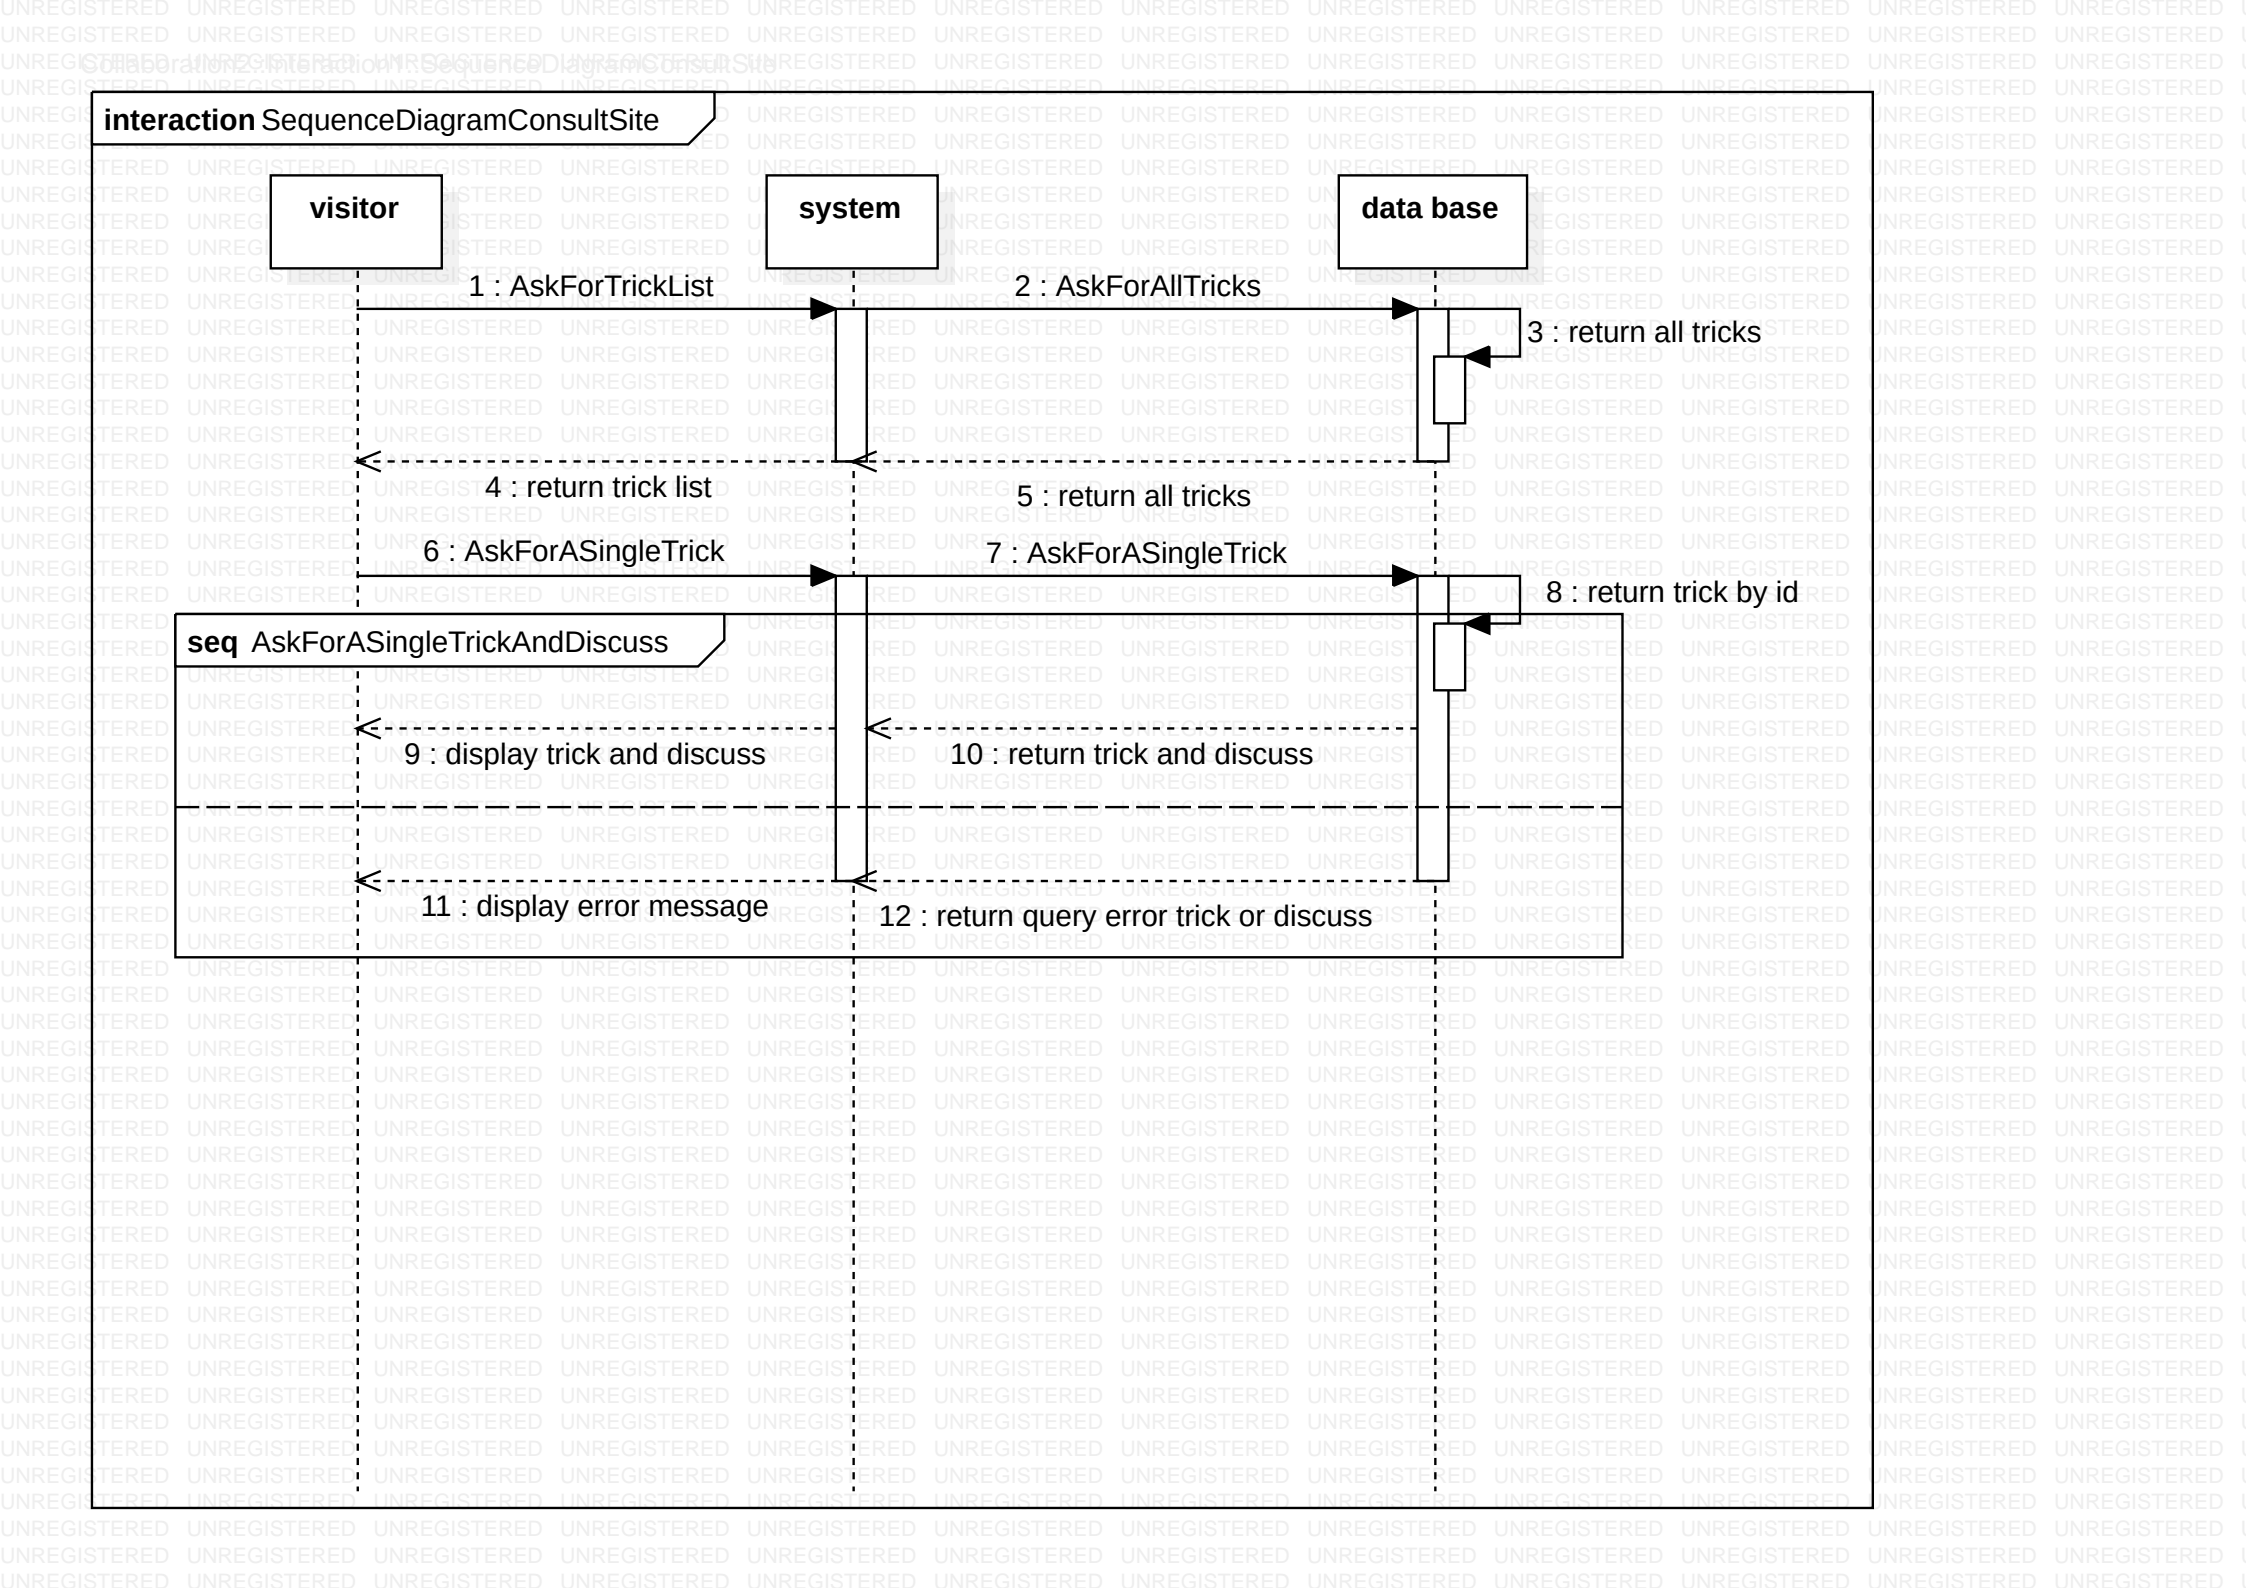 Collaboration2::Interaction1::SequenceDiagramConsultSite
interaction SequenceDiagramConsultSite
visitor
system
data base
1 : AskForTrickList
2 : AskForAllTricks
3 : return all tricks
4 : return trick list
5 : return all tricks
6 : AskForASingleTrick
7 : AskForASingleTrick
8 : return trick by id
seq AskForASingleTrickAndDiscuss
9 : display trick and discuss
10 : return trick and discuss
11 : display error message
12 : return query error trick or discuss
UNREGISTERED